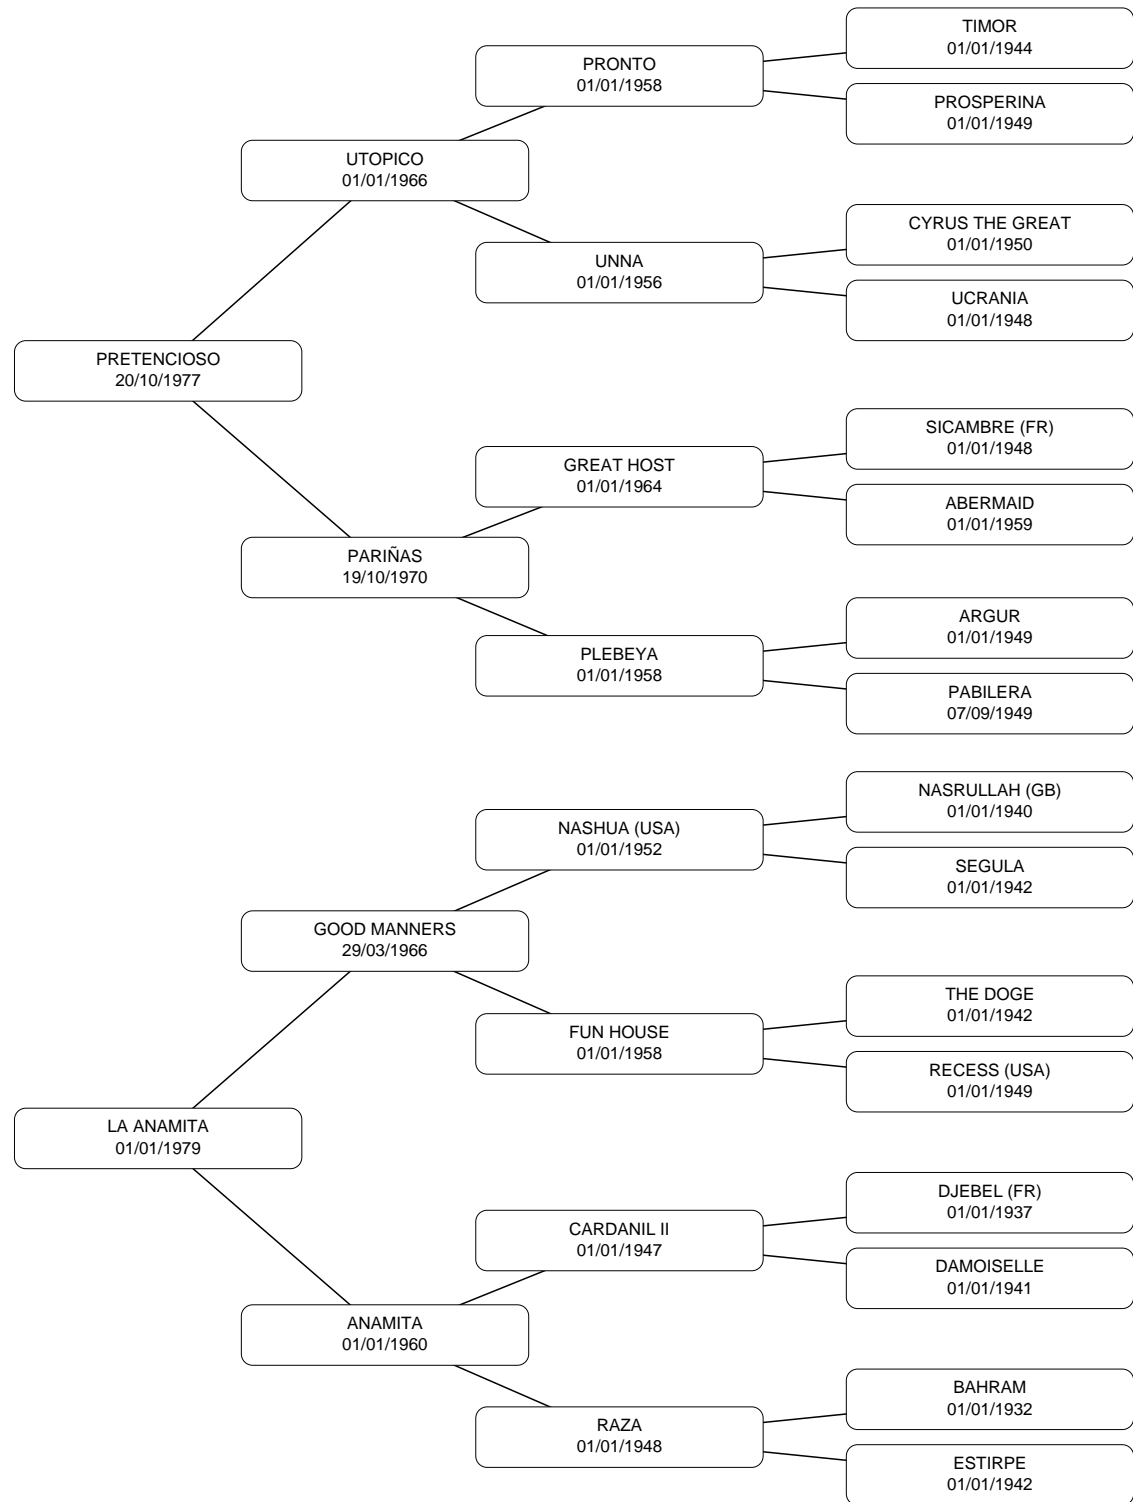 TIMOR
01/01/1944
PRONTO
01/01/1958
PROSPERINA
01/01/1949
UTOPICO
01/01/1966
CYRUS THE GREAT
01/01/1950
UNNA
01/01/1956
UCRANIA
01/01/1948
PRETENCIOSO
20/10/1977
SICAMBRE (FR)
01/01/1948
GREAT HOST
01/01/1964
ABERMAID
01/01/1959
PARIÑAS
19/10/1970
ARGUR
01/01/1949
PLEBEYA
01/01/1958
PABILERA
07/09/1949
NASRULLAH (GB)
01/01/1940
NASHUA (USA)
01/01/1952
SEGULA
01/01/1942
GOOD MANNERS
29/03/1966
THE DOGE
01/01/1942
FUN HOUSE
01/01/1958
RECESS (USA)
01/01/1949
LA ANAMITA
01/01/1979
DJEBEL (FR)
01/01/1937
CARDANIL II
01/01/1947
DAMOISELLE
01/01/1941
ANAMITA
01/01/1960
BAHRAM
01/01/1932
RAZA
01/01/1948
ESTIRPE
01/01/1942